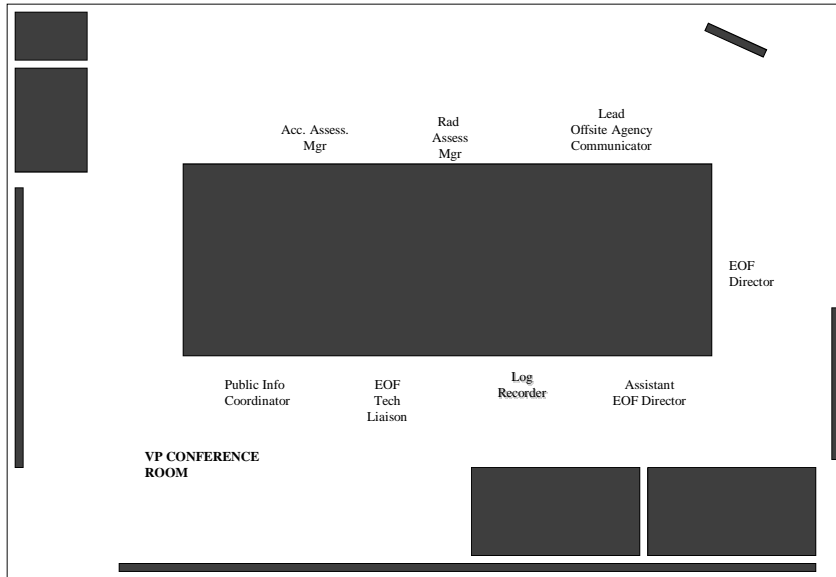 Acc. Assess.
Mgr
Rad
Assess
Mgr
Lead
Offsite Agency
Communicator
EOF
Director
Public Info
Coordinator
EOF
Tech
Liaison
Log
Recorder
Assistant
EOF Director
VP CONFERENCE
ROOM